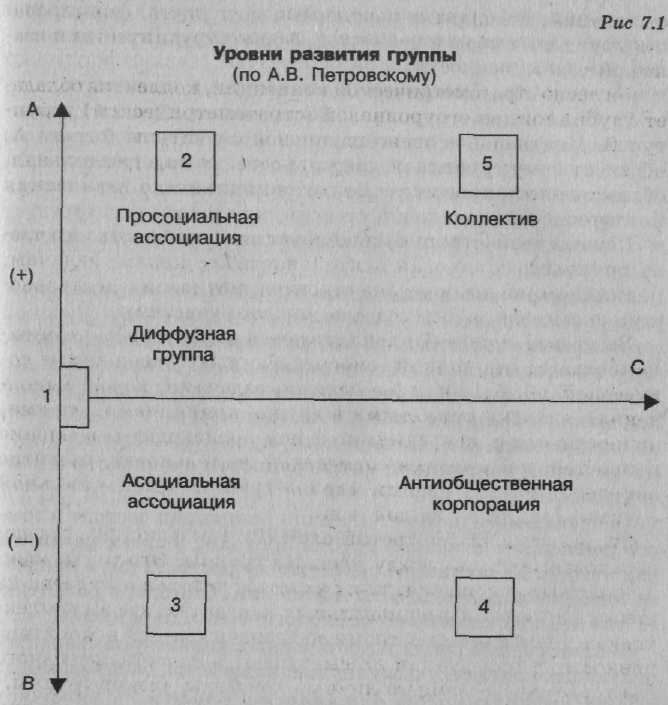 Рис 7.1
Уровни развития группы
(по А.В. Петровскому)
А
2
5
Просоциальная
ассоциация
Коллектив
(+)
Диффузная
группа
1
С
Асоциальная
ассоциация
Антиобщественная
корпорация
(—)
3
4
В